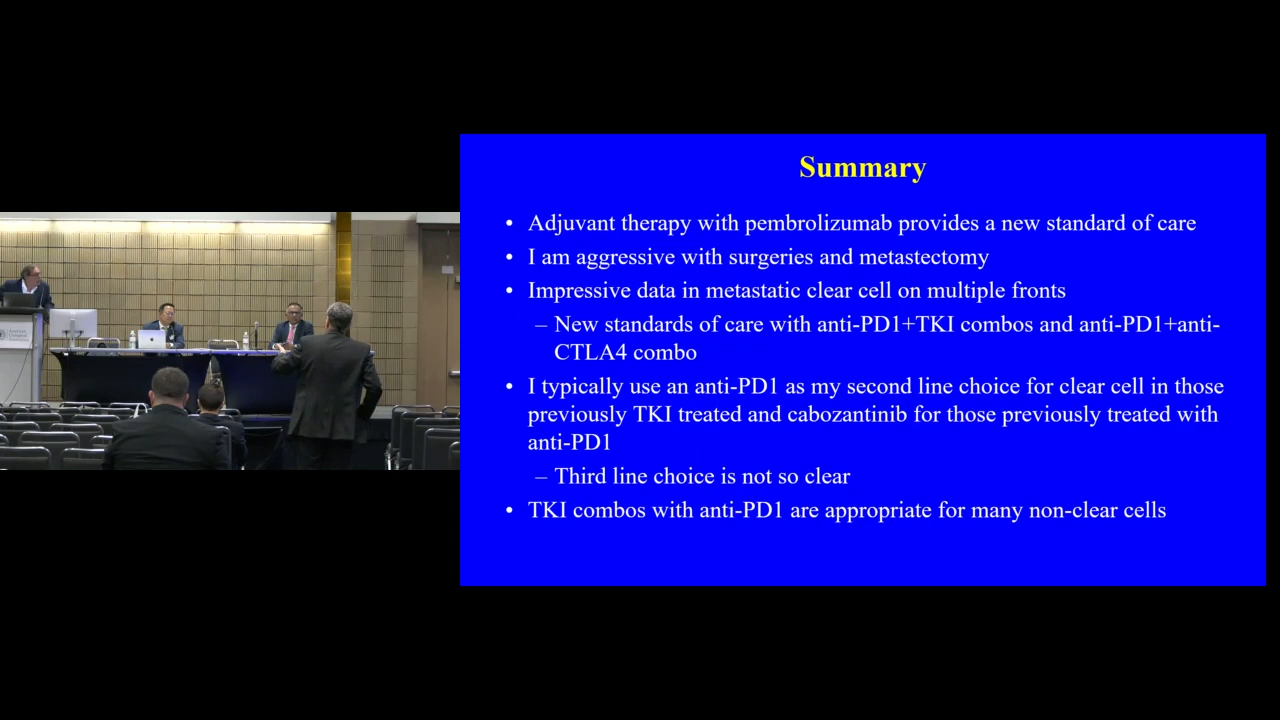 Summary
• Adjuvant therapy with pembrolizumab provides a new standard of care
• I am aggressive with surgeries and metastectomy
• Impressive data in metastatic clear cell on multiple fronts
– New standards of care with anti-PD1+TKI combos and anti-PD1+anti-
CTLA4 combo
• I typically use an anti-PD1 as my second line choice for clear cell in those
previously TKI treated and cabozantinib for those previously treated with
anti-PD1
– Third line choice is not so clear
• TKI combos with anti-PD1 are appropriate for many non-clear cells